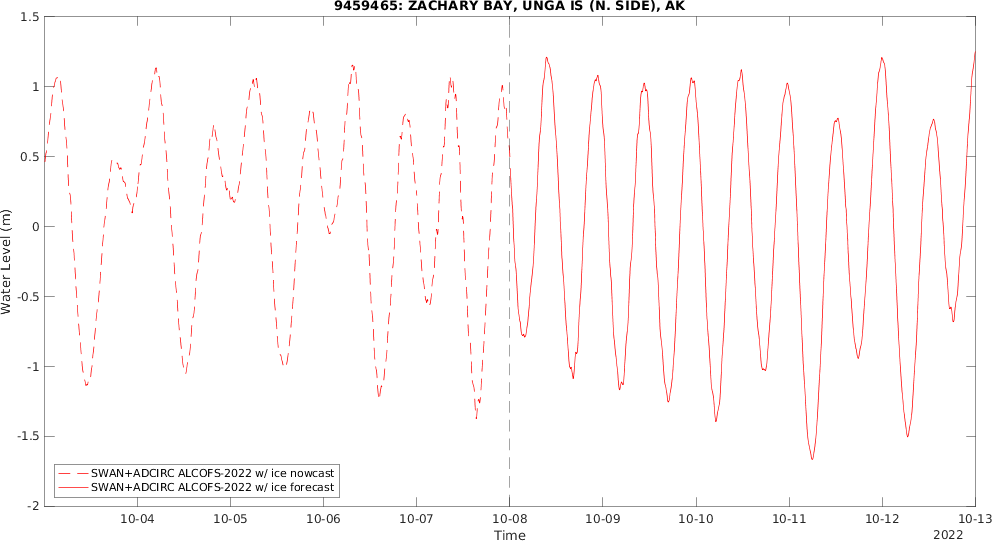 9459465: ZACHARY BAY, UNGA IS (N. SIDE), AK
1.5
1
0.5
0
-0.5
-1
-1.5
-2
Water Level (m)
SWAN+ADCIRC ALCOFS-2022 w/ ice nowcast
SWAN+ADCIRC ALCOFS-2022 w/ ice forecast
10-04 10-05 10-06 10-07 10-08 10-09 10-10 10-11 10-12 10-13
Time
2022